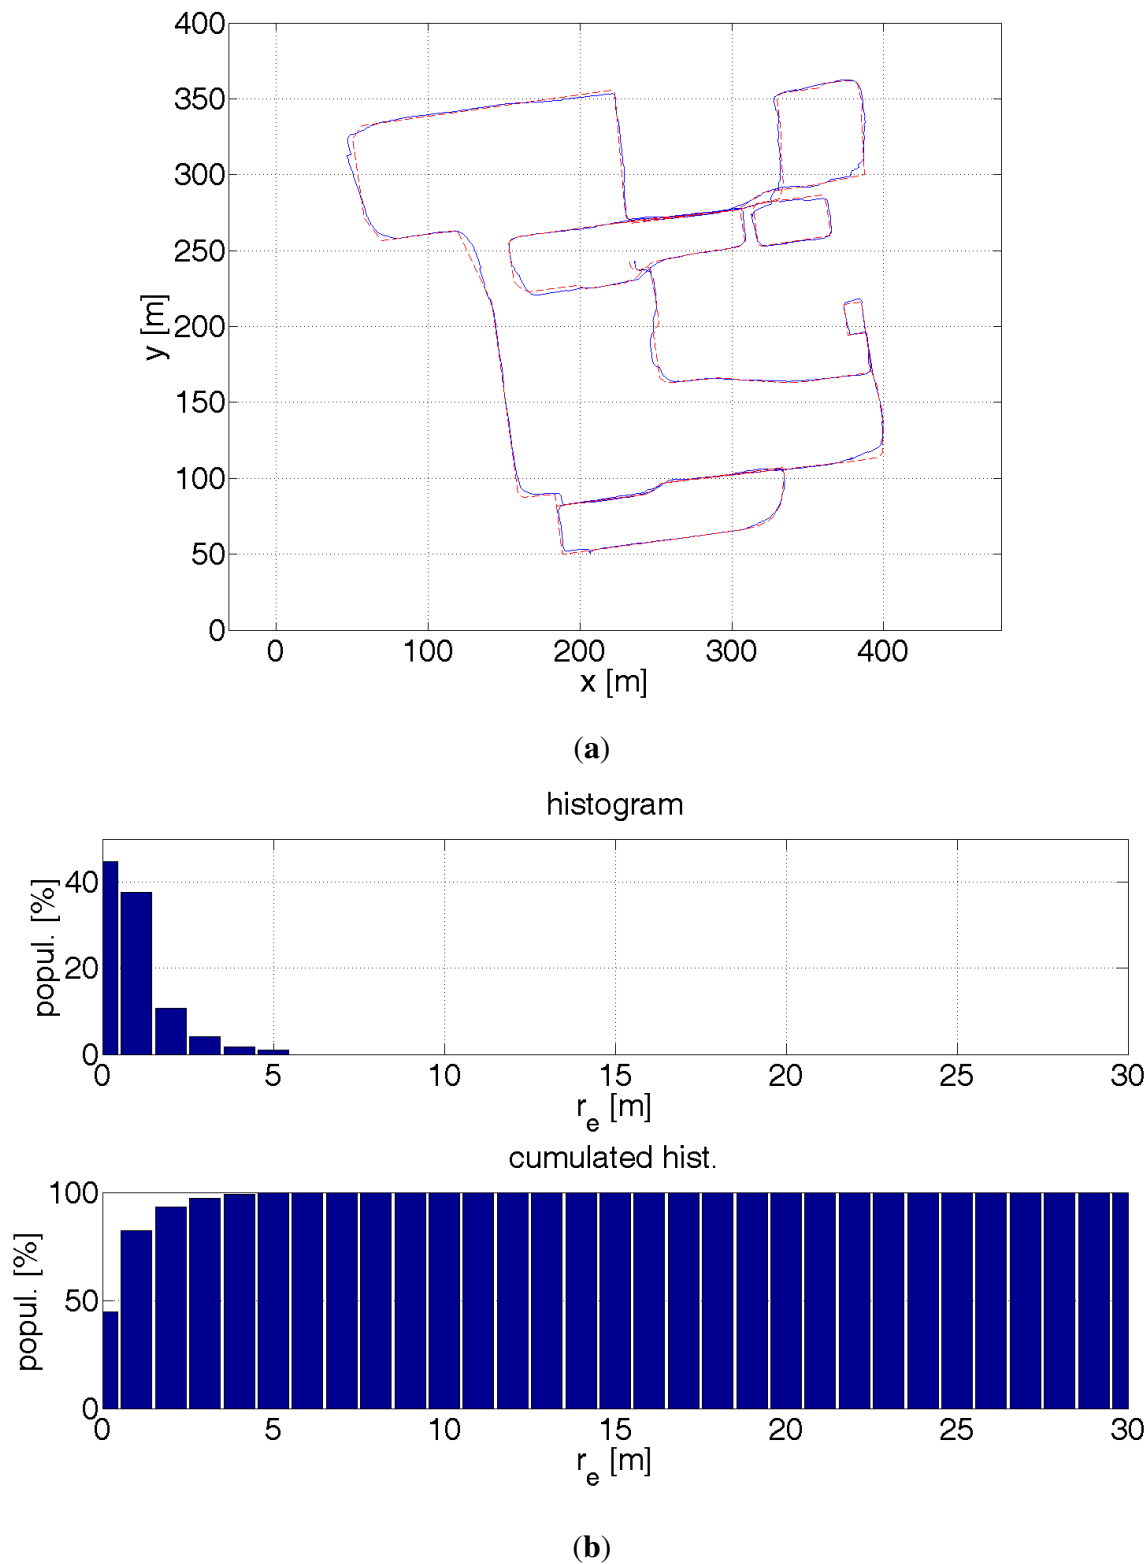 400
350
300
250
200
150
100
50
0
y [m]
0 100 200 300 400
x [m]
(a)
histogram
40
20
0
popul. [%]
0 5 10 15 20 25 30
r_e [m]
cumulated hist.
100
50
0
popul. [%]
0 5 10 15 20 25 30
r_e [m]
(b)